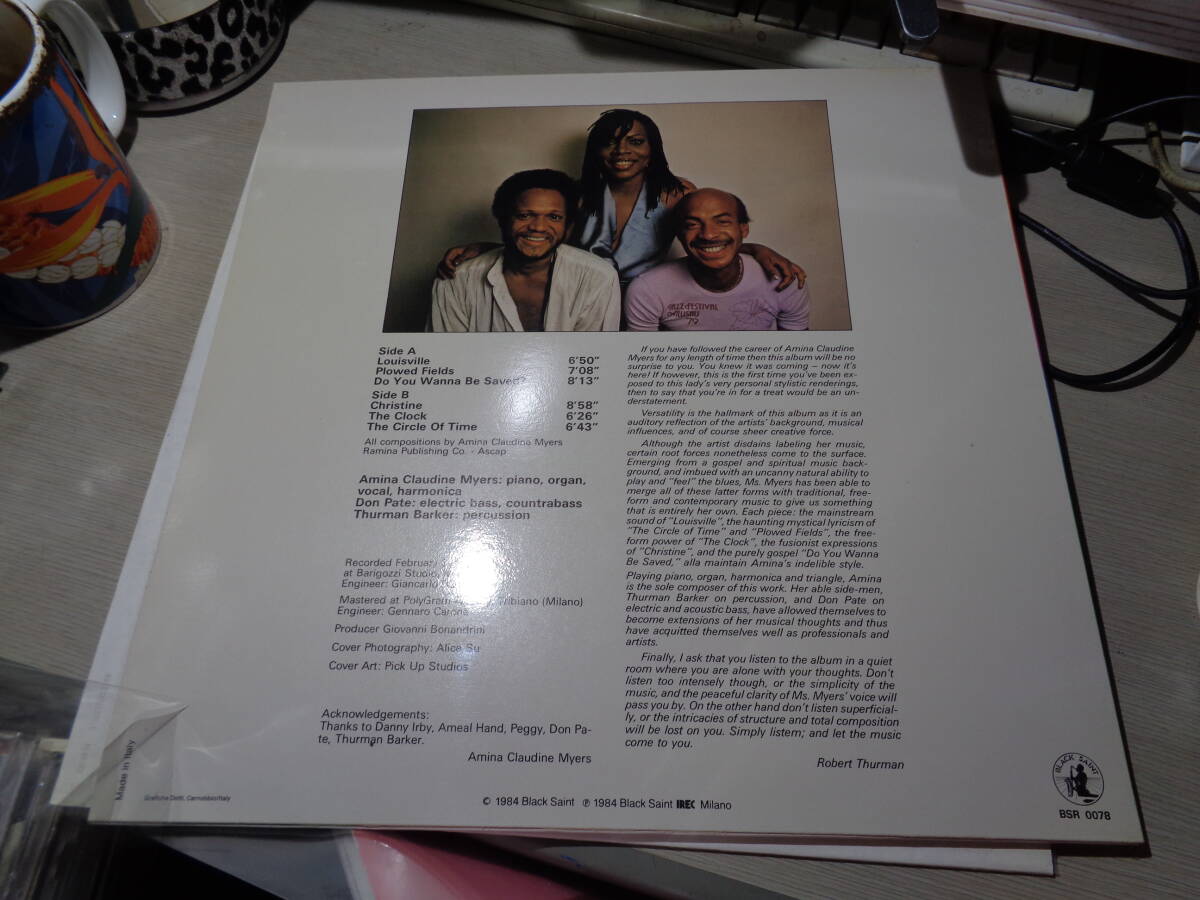 JAZZ FESTIVAL
79
Side A
Louisville 6'50"
Plowed Fields 7'08"
Do You Wanna Be Saved? 8'13"
Side B
Christine 8'58"
The Clock 6'26"
The Circle Of Time 6'43"
All compositions by Amina Claudine Myers
Ramina Publishing Co. - Ascap
Amina Claudine Myers: piano, organ,
vocal, harmonica
Don Pate: electric bass, countrabass
Thurman Barker: percussion
Recorded
at Barigozzi Studio,
Engineer: Giancarlo
Mastered at PolyGram Tribiano (Milano)
Engineer: Gennaro Carone
Producer Giovanni Bonandrini
Cover Photography: Alice Su
Cover Art: Pick Up Studios
Acknowledgements:
Thanks to Danny Irby, Ameal Hand, Peggy, Don Pa-
te, Thurman Barker.
Amina Claudine Myers
If you have followed the career of Amina Claudine
Myers for any length of time then this album will be no
surprise to you. You knew it was coming – now it's
here! If however, this is the first time you've been ex-
posed to this lady's very personal stylistic renderings,
then to say that you're in for a treat would be an un-
derstatement.
Versatility is the hallmark of this album as it is an
auditory reflection of the artists' background, musical
influences, and of course sheer creative force.
Although the artist disdains labeling her music,
certain root forces nonetheless come to the surface.
Emerging from a gospel and spiritual music back-
ground, and imbued with an uncanny natural ability to
play and "feel" the blues, Ms. Myers has been able to
merge all of these latter forms with traditional, free-
form and contemporary music to give us something
that is entirely her own. Each piece: the mainstream
sound of "Louisville", the haunting mystical lyricism of
"The Circle of Time" and "Plowed Fields", the free-
form power of "The Clock", the fusionist expressions
of "Christine", and the purely gospel "Do You Wanna
Be Saved," alla maintain Amina's indelible style.
Playing piano, organ, harmonica and triangle, Amina
is the sole composer of this work. Her able side-men,
Thurman Barker on percussion, and Don Pate on
electric and acoustic bass, have allowed themselves to
become extensions of her musical thoughts and thus
have acquitted themselves well as professionals and
artists.
Finally, I ask that you listen to the album in a quiet
room where you are alone with your thoughts. Don't
listen too intensely though, or the simplicity of the
music, and the peaceful clarity of Ms. Myers' voice will
pass you by. On the other hand don't listen superficial-
ly, or the intricacies of structure and total composition
will be lost on you. Simply listem; and let the music
come to you.
Robert Thurman
Made in Italy
© 1984 Black Saint ℗ 1984 Black Saint IREC Milano
BLACK SAINT
BSR 0078